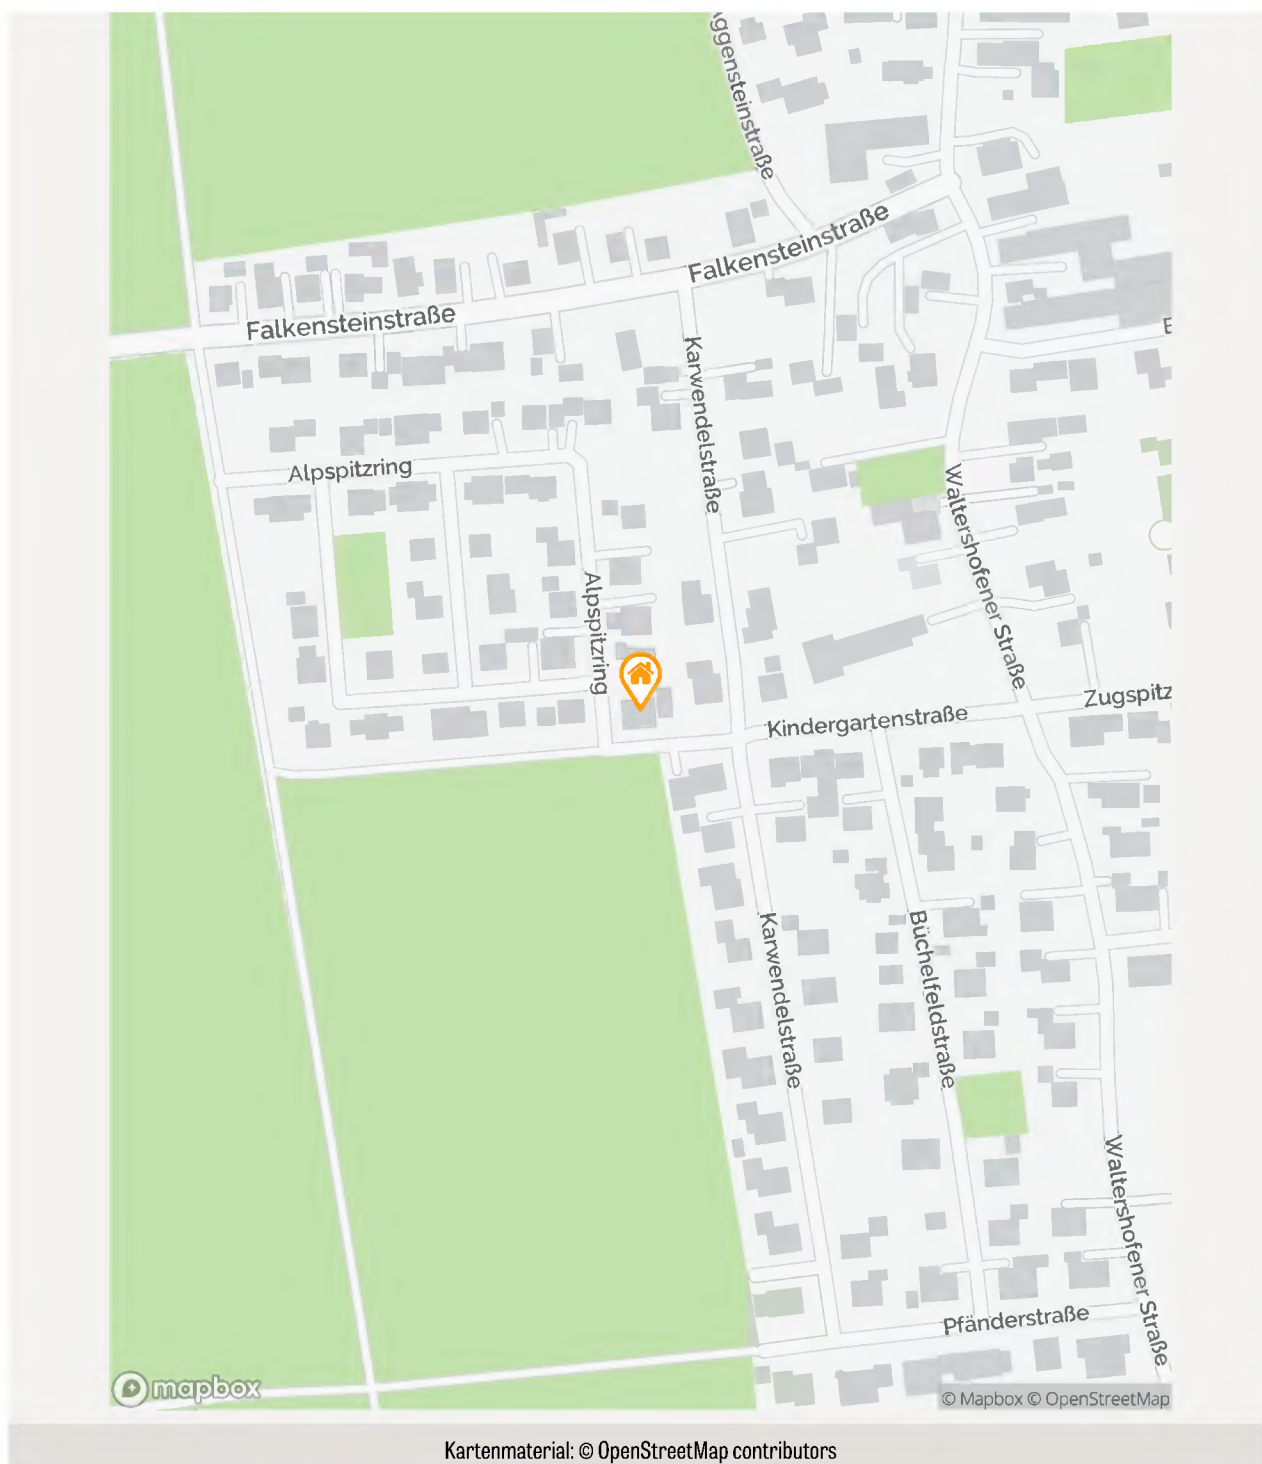 Aggensteinstraße
Falkensteinstraße
Falkensteinstraße
Karwendelstraße
Alpspitzring
Waltershofener Straße
Alpspitzring
Zugspitz
Kindergartenstraße
Karwendelstraße
Büchelfeldstraße
Waltershofener Straße
Pfänderstraße
mapbox
© Mapbox © OpenStreetMap
Kartenmaterial: © OpenStreetMap contributors